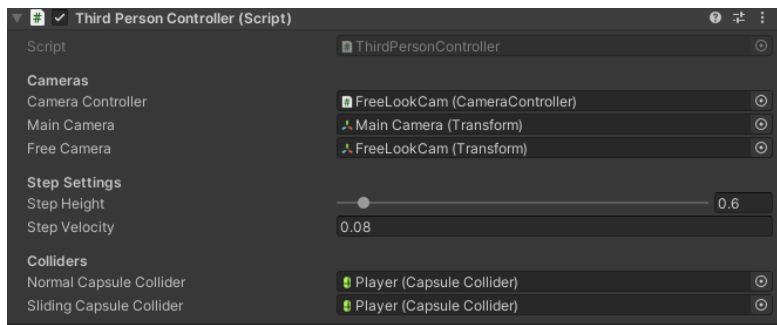 Third Person Controller (Script)
Script ThirdPersonController
Cameras
Camera Controller FreeLookCam (CameraController)
Main Camera Main Camera (Transform)
Free Camera FreeLookCam (Transform)
Step Settings
Step Height 0.6
Step Velocity 0.08
Colliders
Normal Capsule Collider Player (Capsule Collider)
Sliding Capsule Collider Player (Capsule Collider)